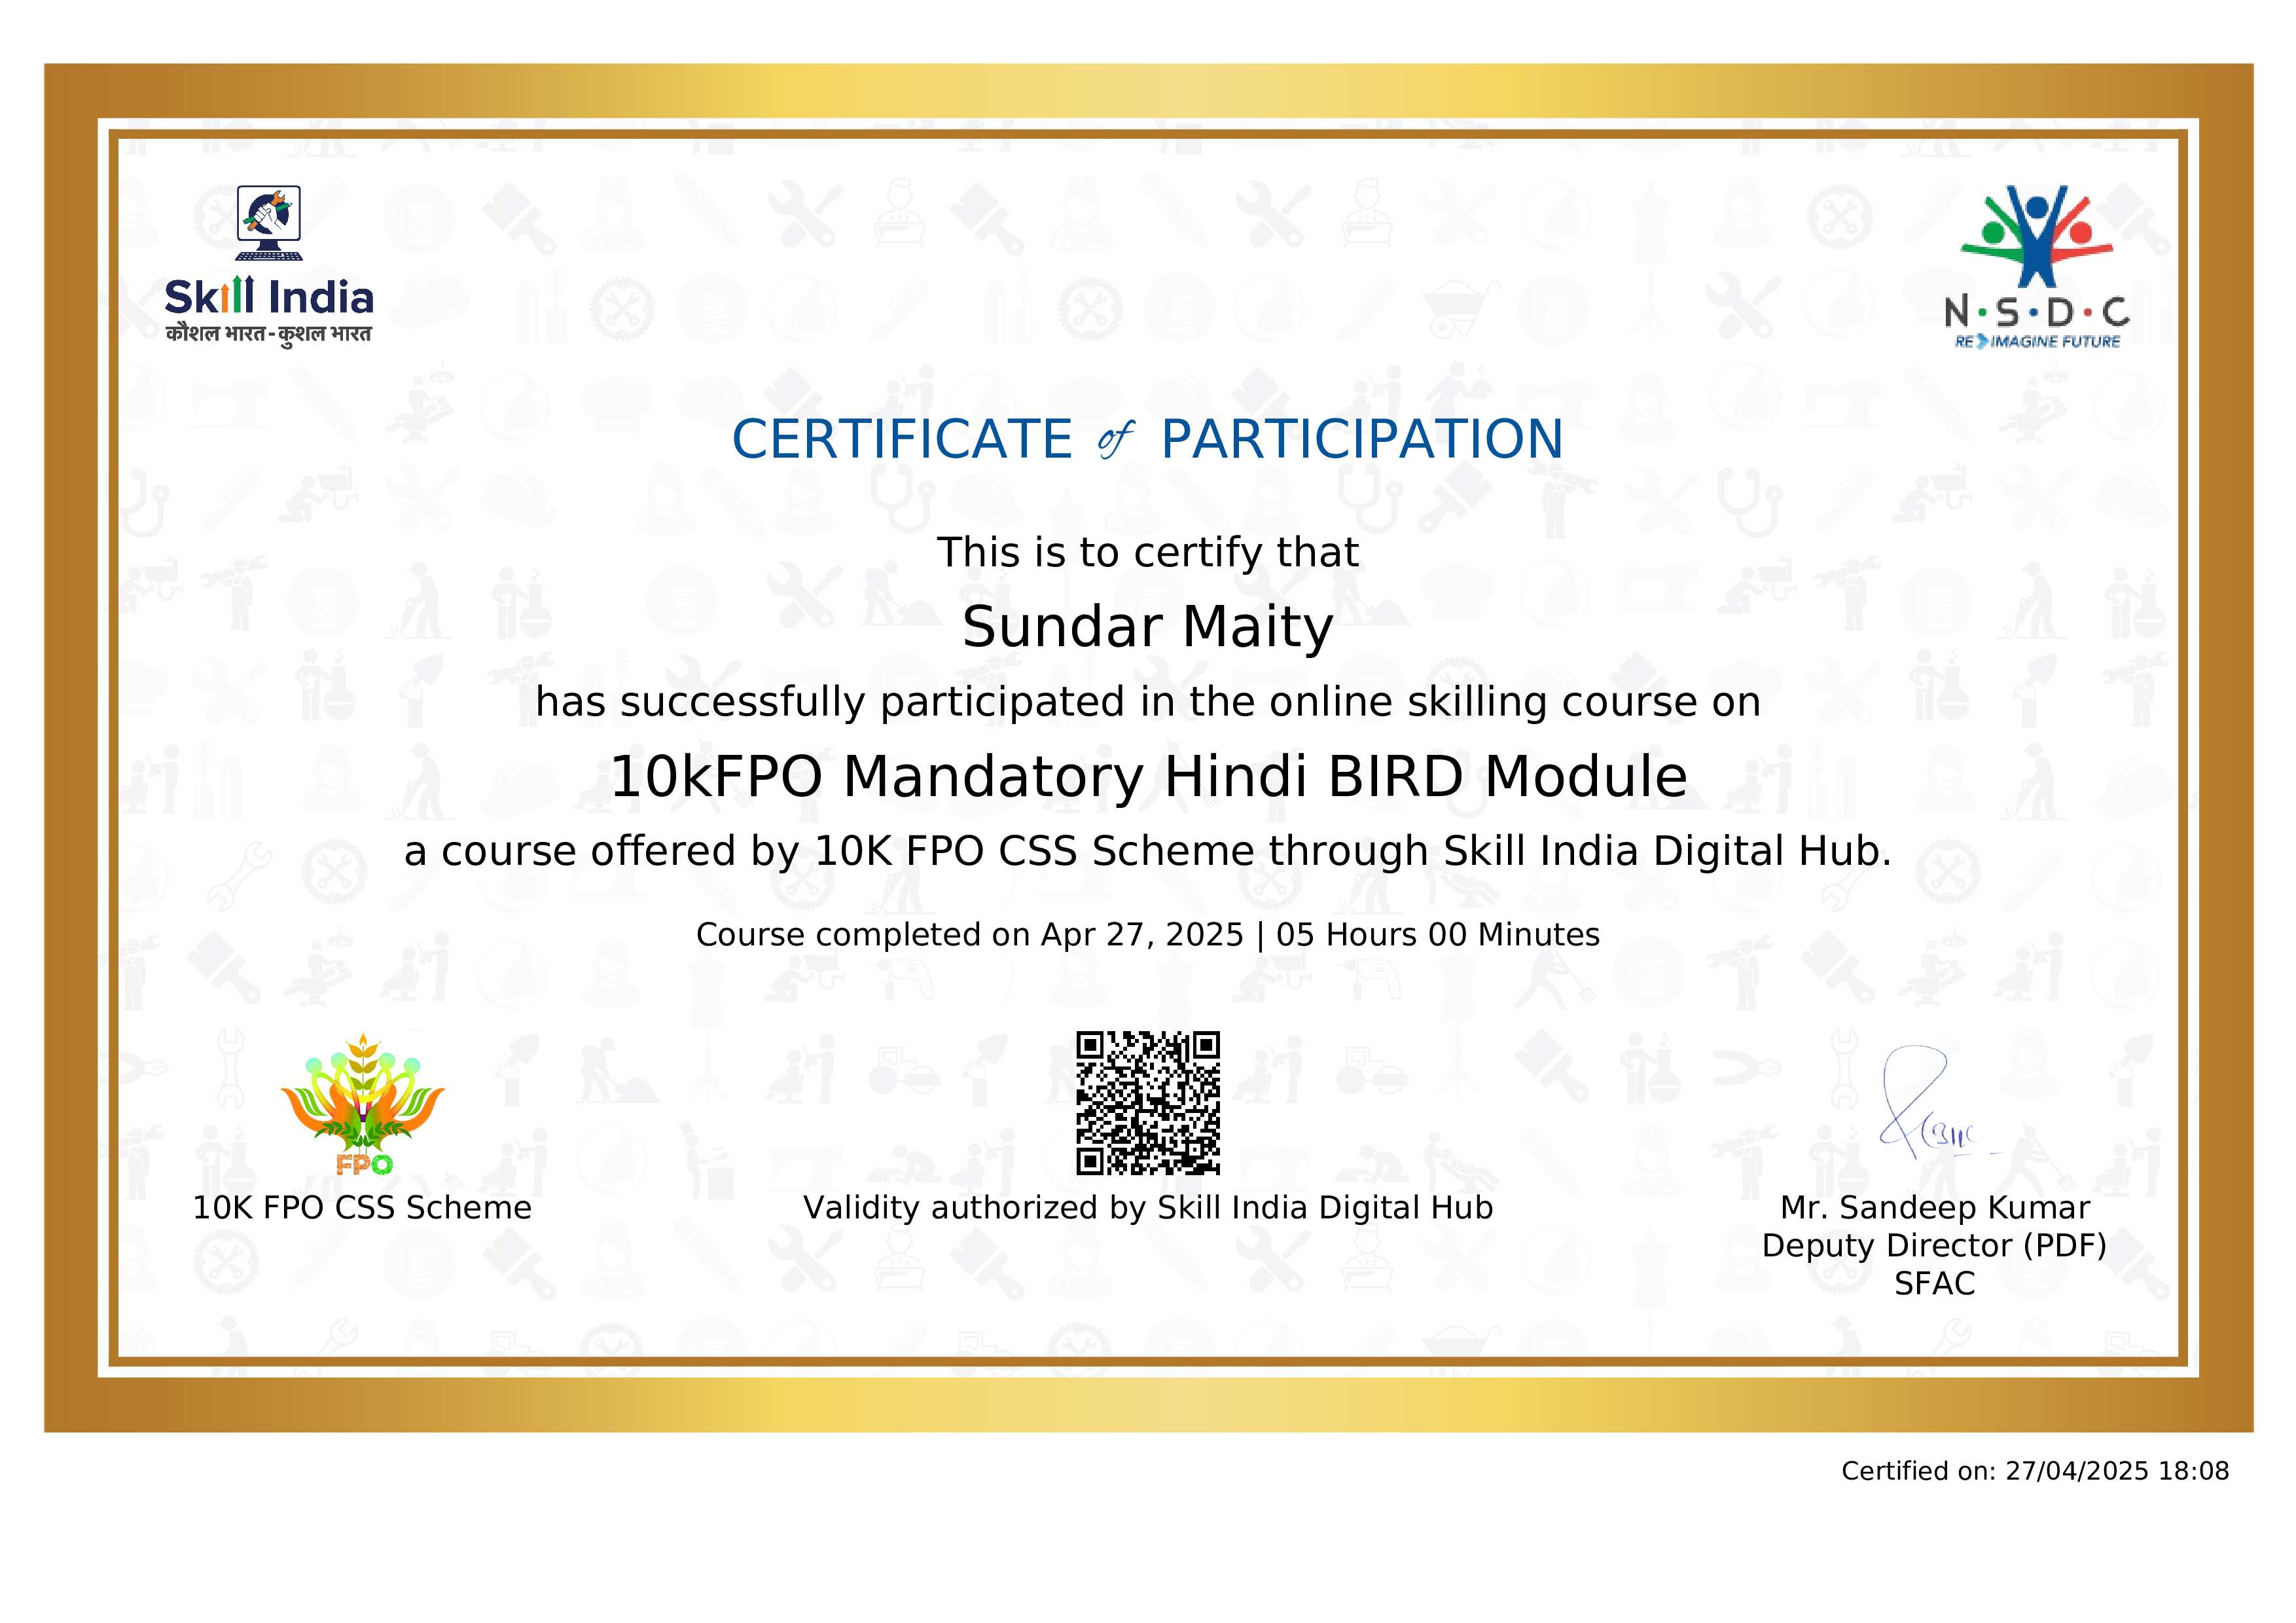 Skill India
कौशल भारत-कुशल भारत
N·S·D·C
RE IMAGINE FUTURE
CERTIFICATE of PARTICIPATION
This is to certify that
Sundar Maity
has successfully participated in the online skilling course on
10kFPO Mandatory Hindi BIRD Module
a course offered by 10K FPO CSS Scheme through Skill India Digital Hub.
Course completed on Apr 27, 2025 | 05 Hours 00 Minutes
FPO
10K FPO CSS Scheme
Validity authorized by Skill India Digital Hub
Mr. Sandeep Kumar
Deputy Director (PDF)
SFAC
Certified on: 27/04/2025 18:08